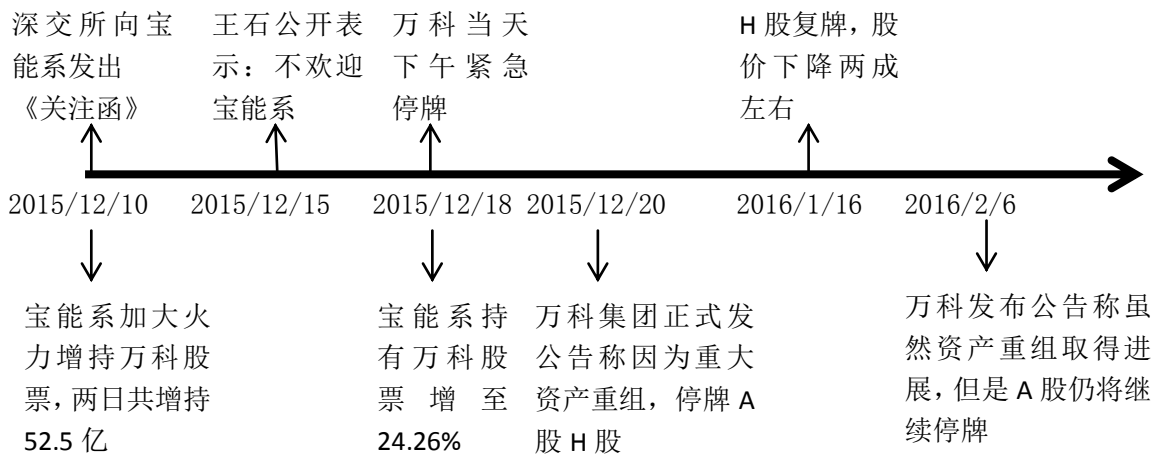 深交所向宝
能系发出
《关注函》
王石公开表
示：不欢迎
宝能系
万科当天
下午紧急
停牌
H 股复牌，股
价下降两成
左右
2015/12/10
2015/12/15
2015/12/18
2015/12/20
2016/1/16
2016/2/6
宝能系加大火
力增持万科股
票，两日共增持
52.5 亿
宝能系持
有万科股
票增至
24.26%
万科集团正式发
公告称因为重大
资产重组，停牌 A
股 H 股
万科发布公告称虽
然资产重组取得进
展，但是 A 股仍将继
续停牌